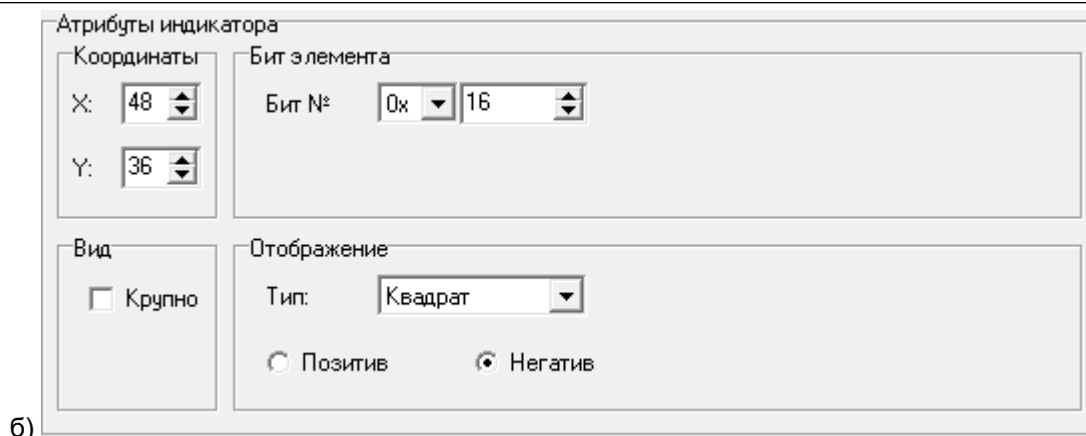 Атрибуты индикатора
Координаты
X: 48
Y: 36
Бит элемента
Бит № 0x 16
Вид
Крупно
Отображение
Тип: Квадрат
Позитив Негатив
б)